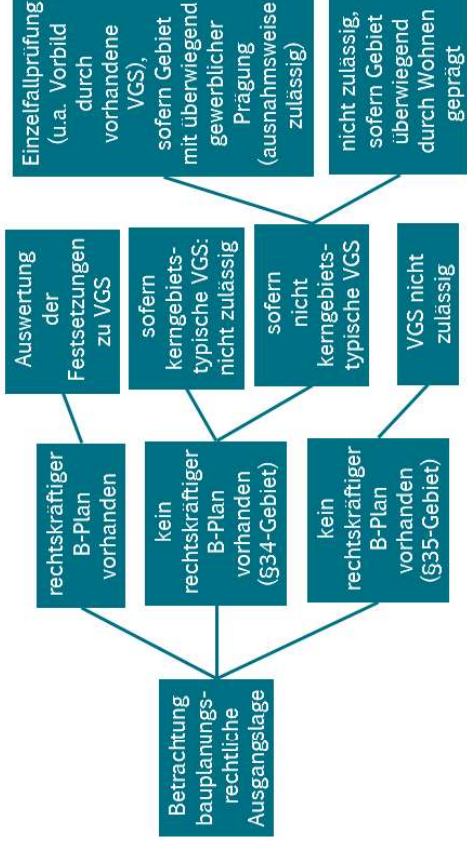 Betrachtung
bauplanungs-
rechtliche
Ausgangslage
rechtskräftiger
B-Plan
vorhanden
kein
rechtskräftiger
B-Plan
vorhanden
(§34-Gebiet)
kein
rechtskräftiger
B-Plan
vorhanden
(§35-Gebiet)
Auswertung
der
Festsetzungen
zu VGS
sofern
kerngebiets-
typische VGS:
nicht zulässig
sofern
nicht
kerngebiets-
typische VGS
VGS nicht
zulässig
Einzelfallprüfung
(u.a. Vorbild
durch
vorhandene
VGS),
sofern Gebiet
mit überwiegend
gewerblicher
Prägung
(ausnahmsweise
zulässig)
nicht zulässig,
sofern Gebiet
überwiegend
durch Wohnen
geprägt